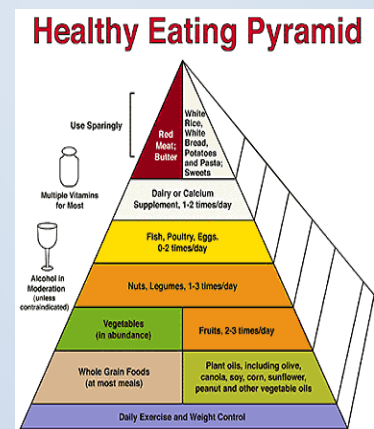 Healthy Eating Pyramid
Use Sparingly
Red
Meat;
Butter
White
Rice,
White
Bread,
Potatoes
and Pasta;
Sweets
Multiple Vitamins
for Most
Dairy or Calcium
Supplement, 1-2 times/day
Alcohol in
Moderation
(unless
contraindicated)
Fish, Poultry, Eggs.
0-2 times/day
Nuts, Legumes, 1-3 times/day
Vegetables
(in abundance)
Fruits, 2-3 times/day
Whole Grain Foods
(at most meals)
Plant oils, including olive,
canola, soy, corn, sunflower,
peanut and other vegetable oils
Daily Exercise and Weight Control